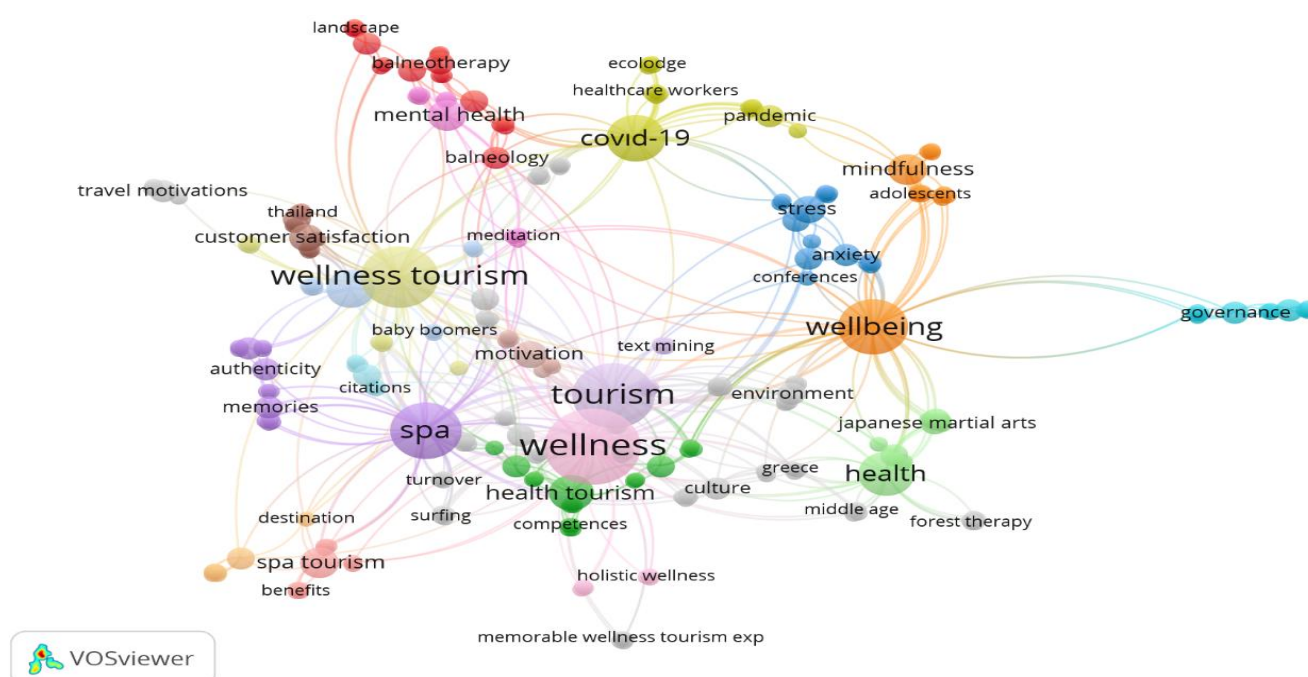 landscape
balneotherapy
ecolodge
healthcare workers
mental health
pandemic
covid-19
balneology
mindfulness
travel motivations
adolescents
thailand
stress
customer satisfaction
meditation
anxiety
wellness tourism
conferences
governance
baby boomers
wellbeing
text mining
motivation
authenticity
citations
tourism
environment
memories
japanese martial arts
spa
wellness
greece
health
turnover
culture
health tourism
middle age
surfing
destination
competences
forest therapy
spa tourism
holistic wellness
benefits
memorable wellness tourism exp
VOSviewer